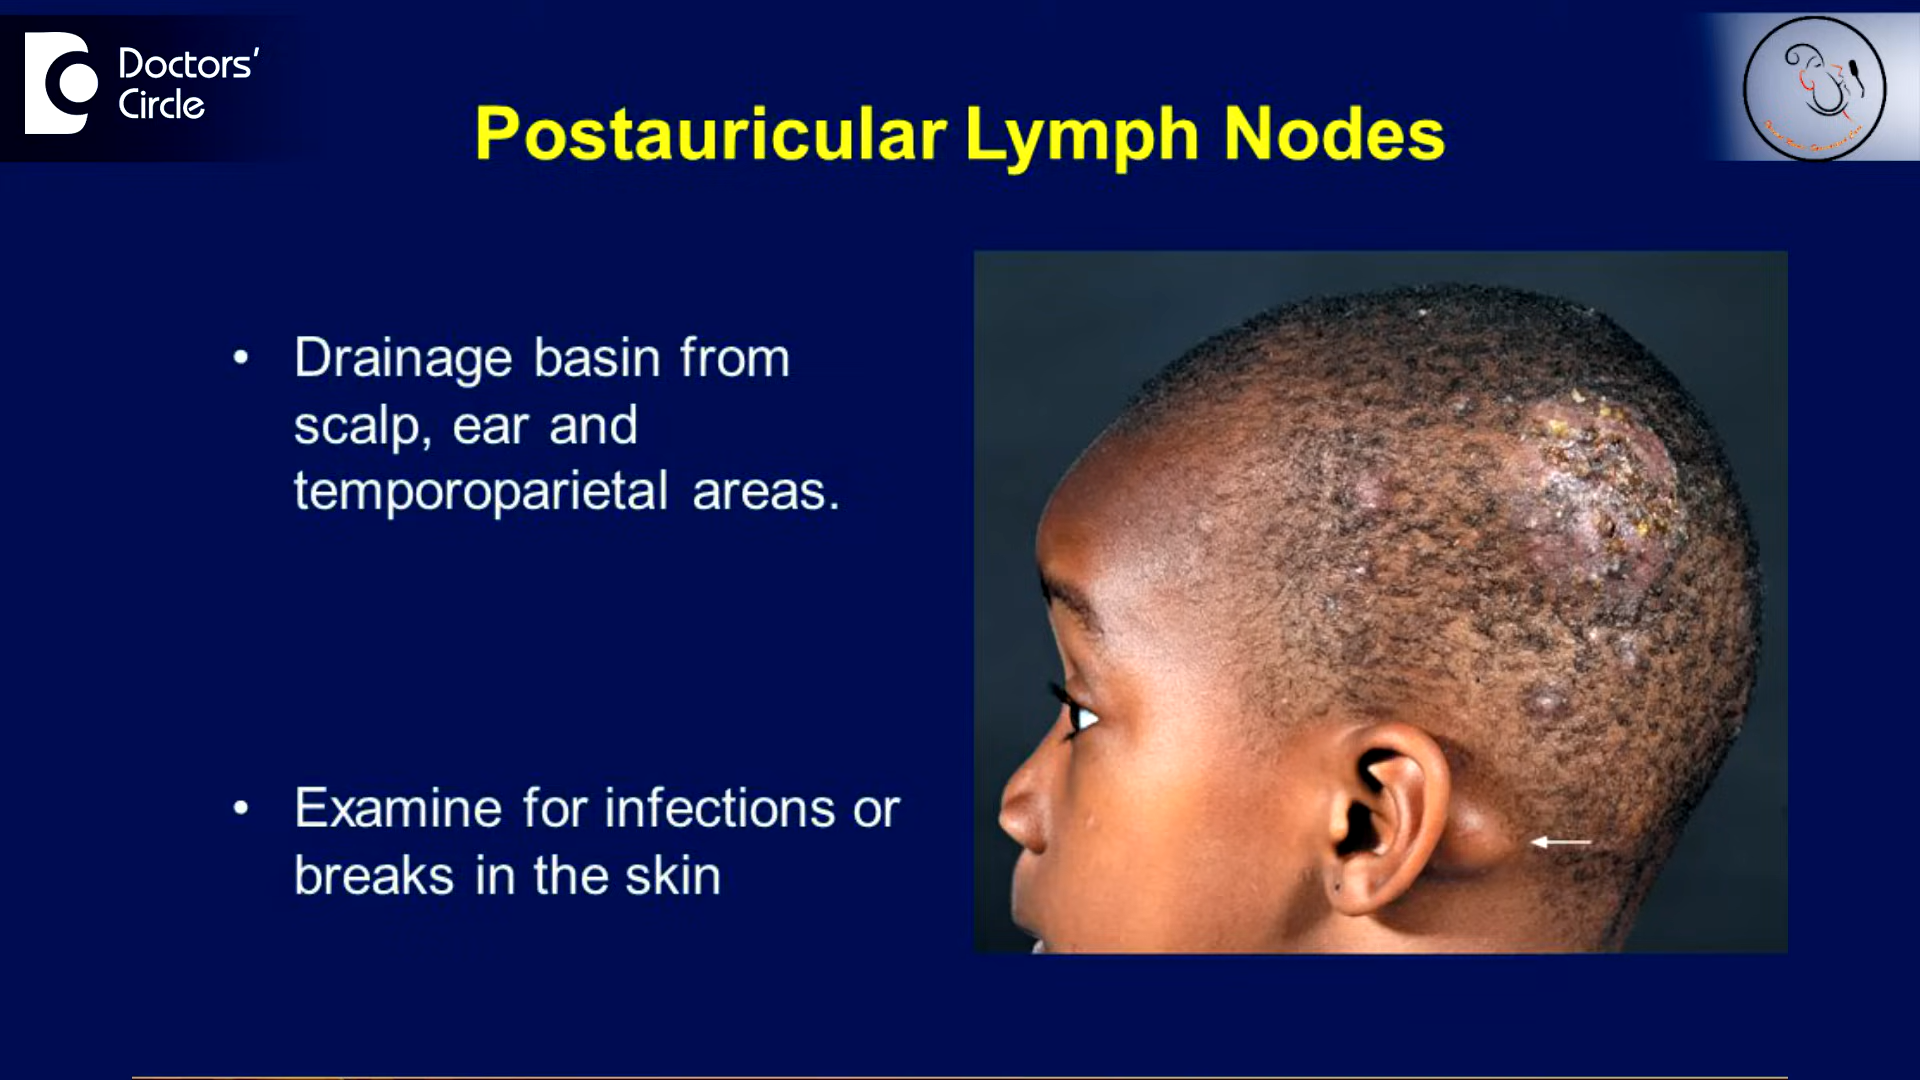 Doctors'
Circle
Postauricular Lymph Nodes
• Drainage basin from
scalp, ear and
temporoparietal areas.
• Examine for infections or
breaks in the skin